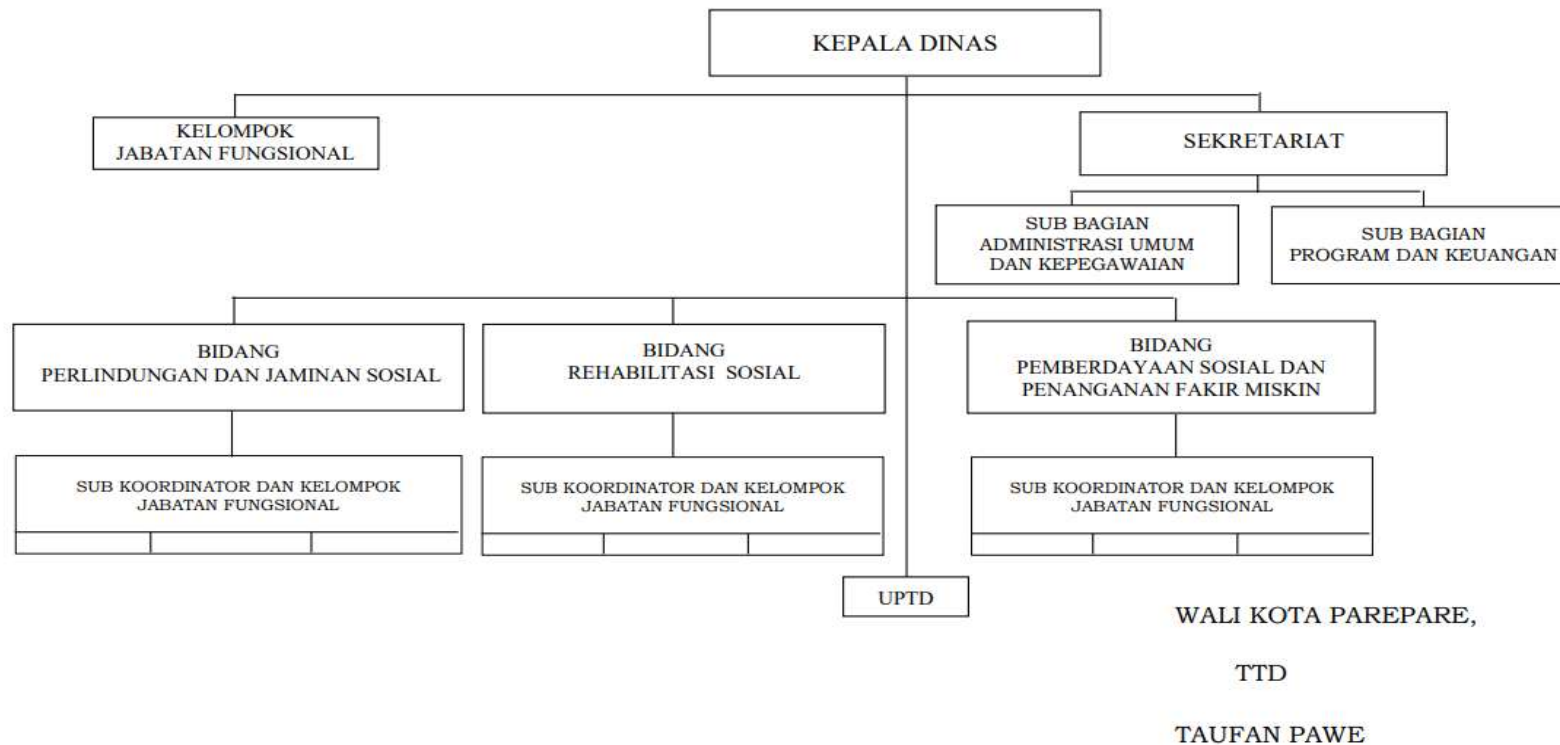 KEPALA DINAS
KELOMPOK
JABATAN FUNGSIONAL
SEKRETARIAT
SUB BAGIAN
ADMINISTRASI UMUM
DAN KEPEGAWAIAN
SUB BAGIAN
PROGRAM DAN KEUANGAN
BIDANG
PERLINDUNGAN DAN JAMINAN SOSIAL
BIDANG
REHABILITASI SOSIAL
BIDANG
PEMBERDAYAAN SOSIAL DAN
PENANGANAN FAKIR MISKIN
SUB KOORDINATOR DAN KELOMPOK
JABATAN FUNGSIONAL
SUB KOORDINATOR DAN KELOMPOK
JABATAN FUNGSIONAL
SUB KOORDINATOR DAN KELOMPOK
JABATAN FUNGSIONAL
UPTD
WALI KOTA PAREPARE,
TTD
TAUFAN PAWE